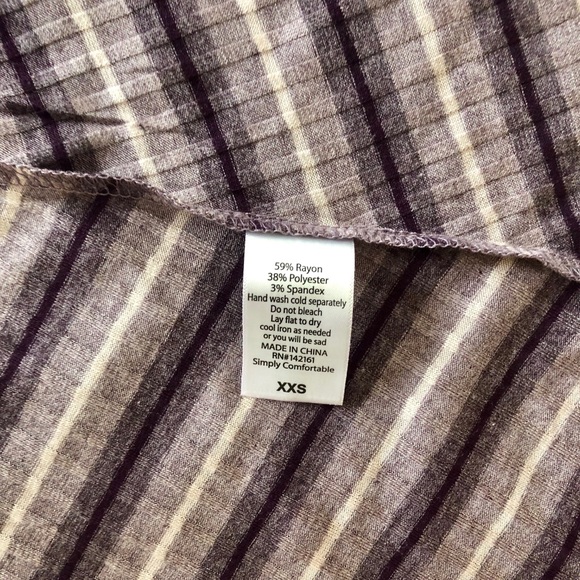 59% Rayon
38% Polyester
3% Spandex
Hand wash cold separately
Do not bleach
Lay flat to dry
cool iron as needed
or you will be sad
MADE IN CHINA
RN#142161
Simply Comfortable
XXS